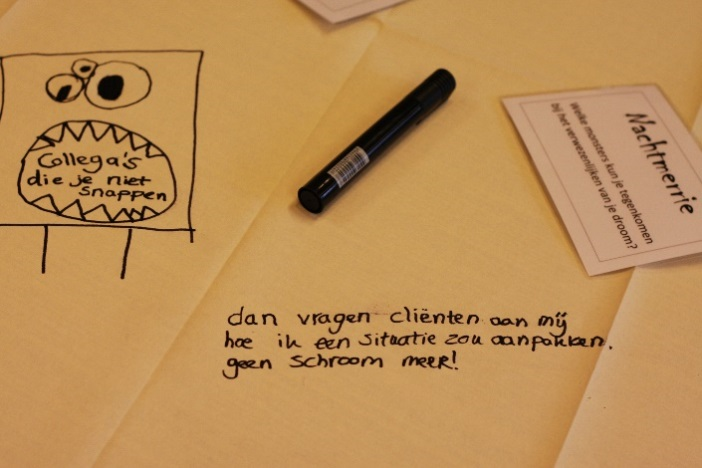 Collega's
die je niet
snappen
Nachtmerrie
Welke monsters kun je tegenkomen
bij het verwezenlijken van je droom?
dan vragen cliënten aan mij
hoe ik een situatie zou aanpakken.
geen schroom meer!